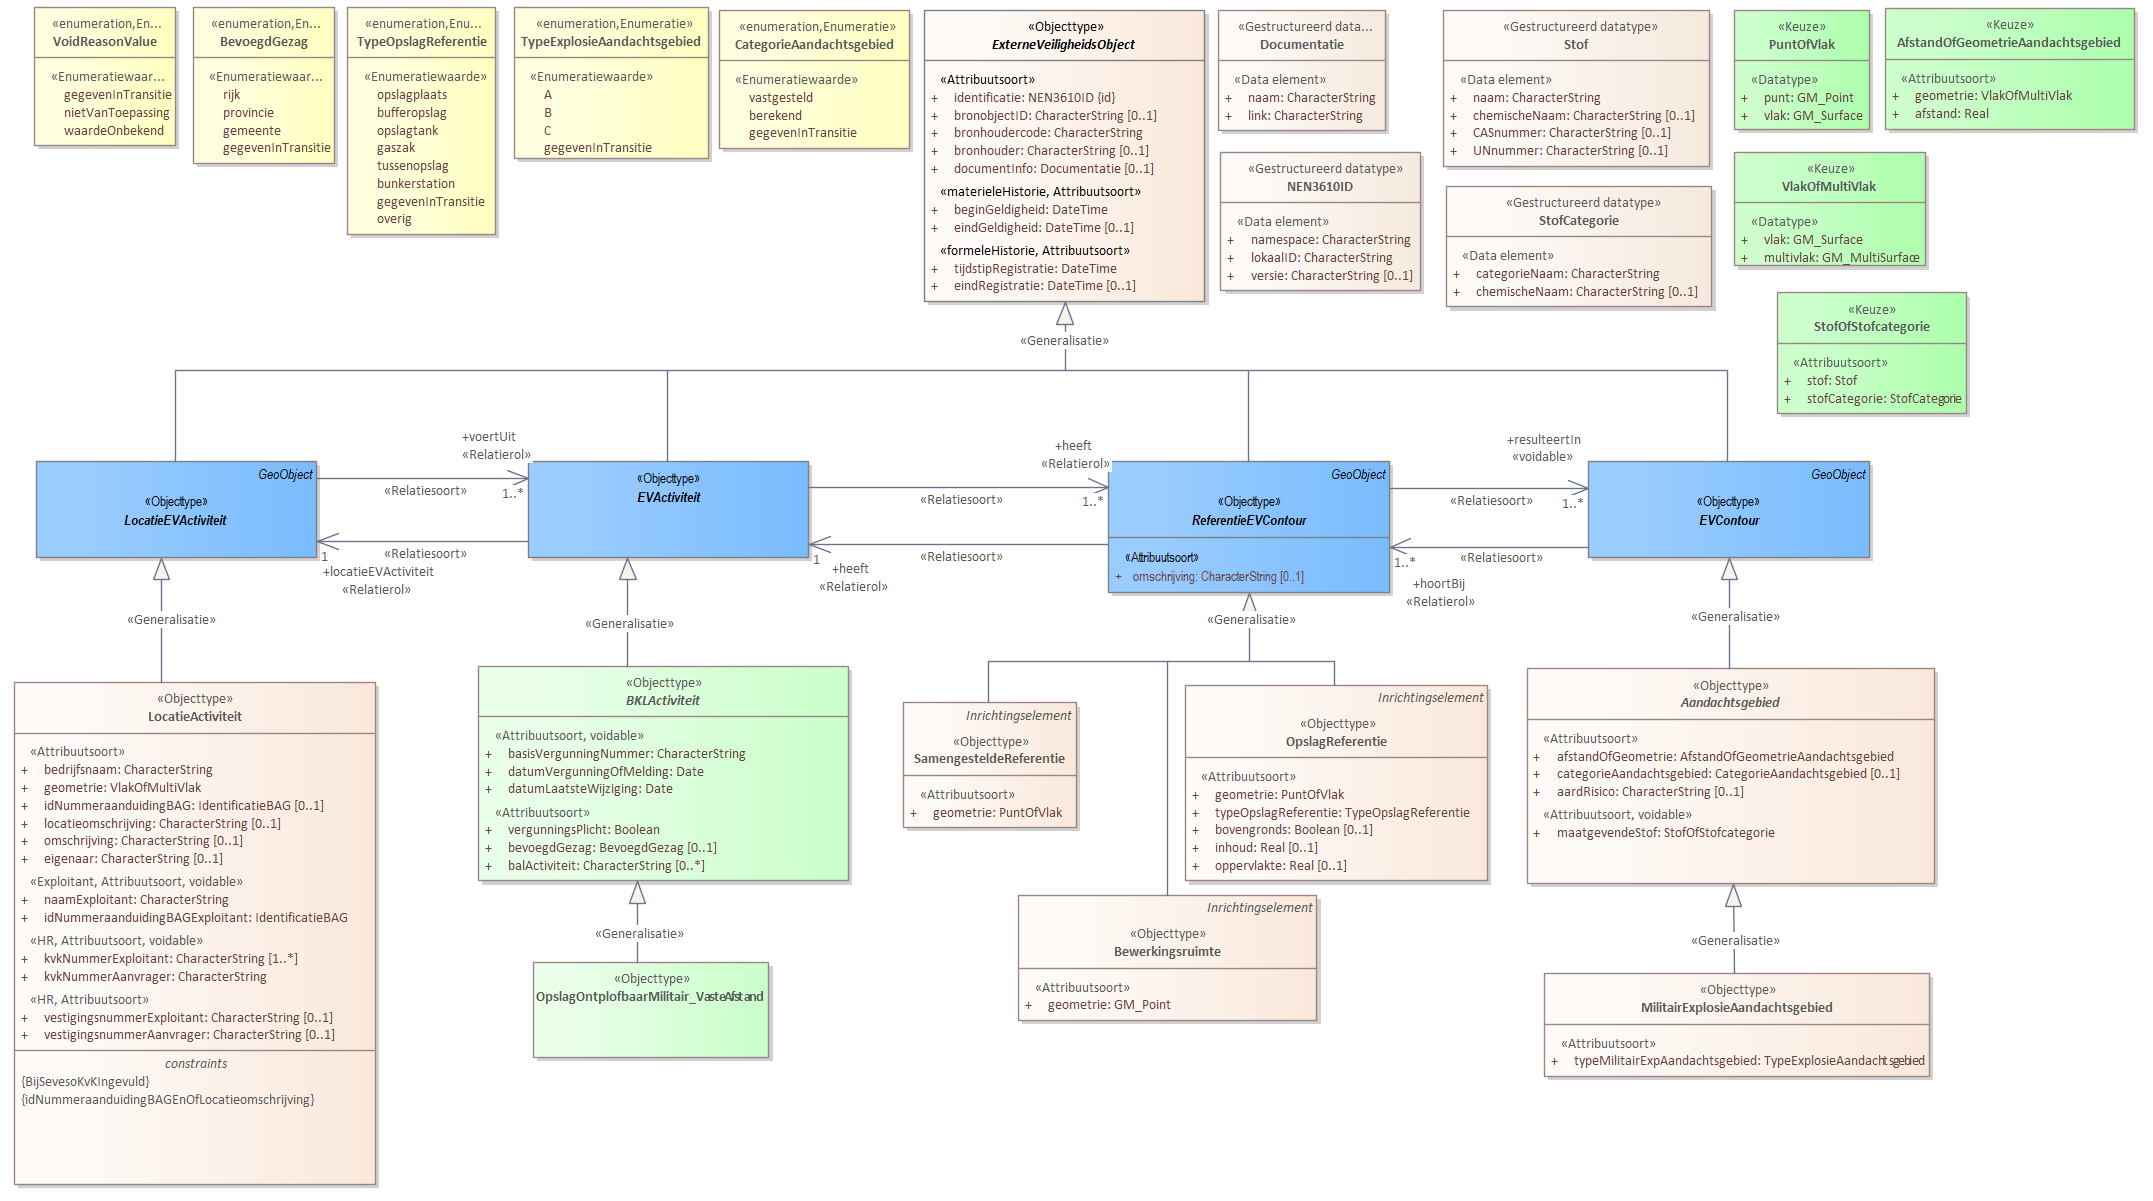 «enumeration,En...
VoidReasonValue
«Enumeratiewaar...
gegevenInTransitie
nietVanToepassing
waardeOnbekend
«enumeration,En...
BevoegdGezag
«Enumeratiewaar...
rijk
provincie
gemeente
gegevenInTransitie
«enumeration,Enu...
TypeOpslagReferentie
«Enumeratiewaarde»
opslagplaats
bufferopslag
opslagtank
gaszak
tussenopslag
bunkerstation
gegevenInTransitie
overig
«enumeration,Enumeratie»
TypeExplosieAandachtsgebied
«Enumeratiewaarde»
A
B
C
gegevenInTransitie
«enumeration,Enumeratie»
CategorieAandachtsgebied
«Enumeratiewaarde»
vastgesteld
berekend
gegevenInTransitie
«Objecttype»
ExterneVeiligheidsObject
«Attribuutsoort»
+ identificatie: NEN3610ID {id}
+ bronobjectID: CharacterString [0..1]
+ bronhoudercode: CharacterString
+ bronhouder: CharacterString [0..1]
+ documentInfo: Documentatie [0..1]
«materieleHistorie, Attribuutsoort»
+ beginGeldigheid: DateTime
+ eindGeldigheid: DateTime [0..1]
«formeleHistorie, Attribuutsoort»
+ tijdstipRegistratie: DateTime
+ eindRegistratie: DateTime [0..1]
«Gestructureerd data...
Documentatie
«Data element»
+ naam: CharacterString
+ link: CharacterString
«Gestructureerd datatype»
NEN3610ID
«Data element»
+ namespace: CharacterString
+ lokaalID: CharacterString
+ versie: CharacterString [0..1]
«Gestructureerd datatype»
Stof
«Data element»
+ naam: CharacterString
+ chemischeNaam: CharacterString [0..1]
+ CASnummer: CharacterString [0..1]
+ UNnummer: CharacterString [0..1]
«Gestructureerd datatype»
StofCategorie
«Data element»
+ categorieNaam: CharacterString
+ chemischeNaam: CharacterString [0..1]
«Keuze»
PuntOfVlak
«Datatype»
+ punt: GM_Point
+ vlak: GM_Surface
«Keuze»
AfstandOfGeometrieAandachtsgebied
«Attribuutsoort»
+ geometrie: VlakOfMultiVlak
+ afstand: Real
«Keuze»
VlakOfMultiVlak
«Datatype»
+ vlak: GM_Surface
+ multivlak: GM_MultiSurface
«Keuze»
StofOfStofcategorie
«Attribuutsoort»
+ stof: Stof
+ stofCategorie: StofCategorie
«Generalisatie»
GeoObject
«Objecttype»
LocatieEVActiviteit
+voertUit
«Relatierol»
«Relatiesoort»
1..*
«Relatiesoort»
1
+locatieEVActiviteit
«Relatierol»
«Objecttype»
EVActiviteit
+heeft
«Relatierol»
«Relatiesoort»
1..*
«Relatiesoort»
1
+heeft
«Relatierol»
GeoObject
«Objecttype»
ReferentieEVContour
«Attribuutsoort»
+ omschrijving: CharacterString [0..1]
+resulteertIn
«voidable»
«Relatiesoort»
1..*
«Relatiesoort»
1..*
+hoortBij
«Relatierol»
GeoObject
«Objecttype»
EVContour
«Generalisatie»
«Generalisatie»
«Generalisatie»
«Generalisatie»
«Objecttype»
LocatieActiviteit
«Attribuutsoort»
+ bedrijfsnaam: CharacterString
+ geometrie: VlakOfMultiVlak
+ idNummeraanduidingBAG: IdentificatieBAG [0..1]
+ locatieomschrijving: CharacterString [0..1]
+ omschrijving: CharacterString [0..1]
+ eigenaar: CharacterString [0..1]
«Exploitant, Attribuutsoort, voidable»
+ naamExploitant: CharacterString
+ idNummeraanduidingBAGExploitant: IdentificatieBAG
«HR, Attribuutsoort, voidable»
+ kvkNummerExploitant: CharacterString [1..*]
+ kvkNummerAanvrager: CharacterString
«HR, Attribuutsoort»
+ vestigingsnummerExploitant: CharacterString [0..1]
+ vestigingsnummerAanvrager: CharacterString [0..1]
constraints
{BijSevesoKvKIngevuld}
{idNummeraanduidingBAGEnOfLocatieomschrijving}
«Objecttype»
BKLActiviteit
«Attribuutsoort, voidable»
+ basisVergunningNummer: CharacterString
+ datumVergunningOfMelding: Date
+ datumLaatsteWijziging: Date
«Attribuutsoort»
+ vergunningsPlicht: Boolean
+ bevoegdGezag: BevoegdGezag [0..1]
+ balActiviteit: CharacterString [0..*]
«Generalisatie»
«Objecttype»
OpslagOntplofbaarMilitair_VasteAfstand
Inrichtingselement
«Objecttype»
SamengesteldeReferentie
«Attribuutsoort»
+ geometrie: PuntOfVlak
Inrichtingselement
«Objecttype»
OpslagReferentie
«Attribuutsoort»
+ geometrie: PuntOfVlak
+ typeOpslagReferentie: TypeOpslagReferentie
+ bovengronds: Boolean [0..1]
+ inhoud: Real [0..1]
+ oppervlakte: Real [0..1]
Inrichtingselement
«Objecttype»
Bewerkingsruimte
«Attribuutsoort»
+ geometrie: GM_Point
«Objecttype»
Aandachtsgebied
«Attribuutsoort»
+ afstandOfGeometrie: AfstandOfGeometrieAandachtsgebied
+ categorieAandachtsgebied: CategorieAandachtsgebied [0..1]
+ aardRisico: CharacterString [0..1]
«Attribuutsoort, voidable»
+ maatgevendeStof: StofOfStofcategorie
«Generalisatie»
«Objecttype»
MilitairExplosieAandachtsgebied
«Attribuutsoort»
+ typeMilitairExpAandachtsgebied: TypeExplosieAandachtsgebied